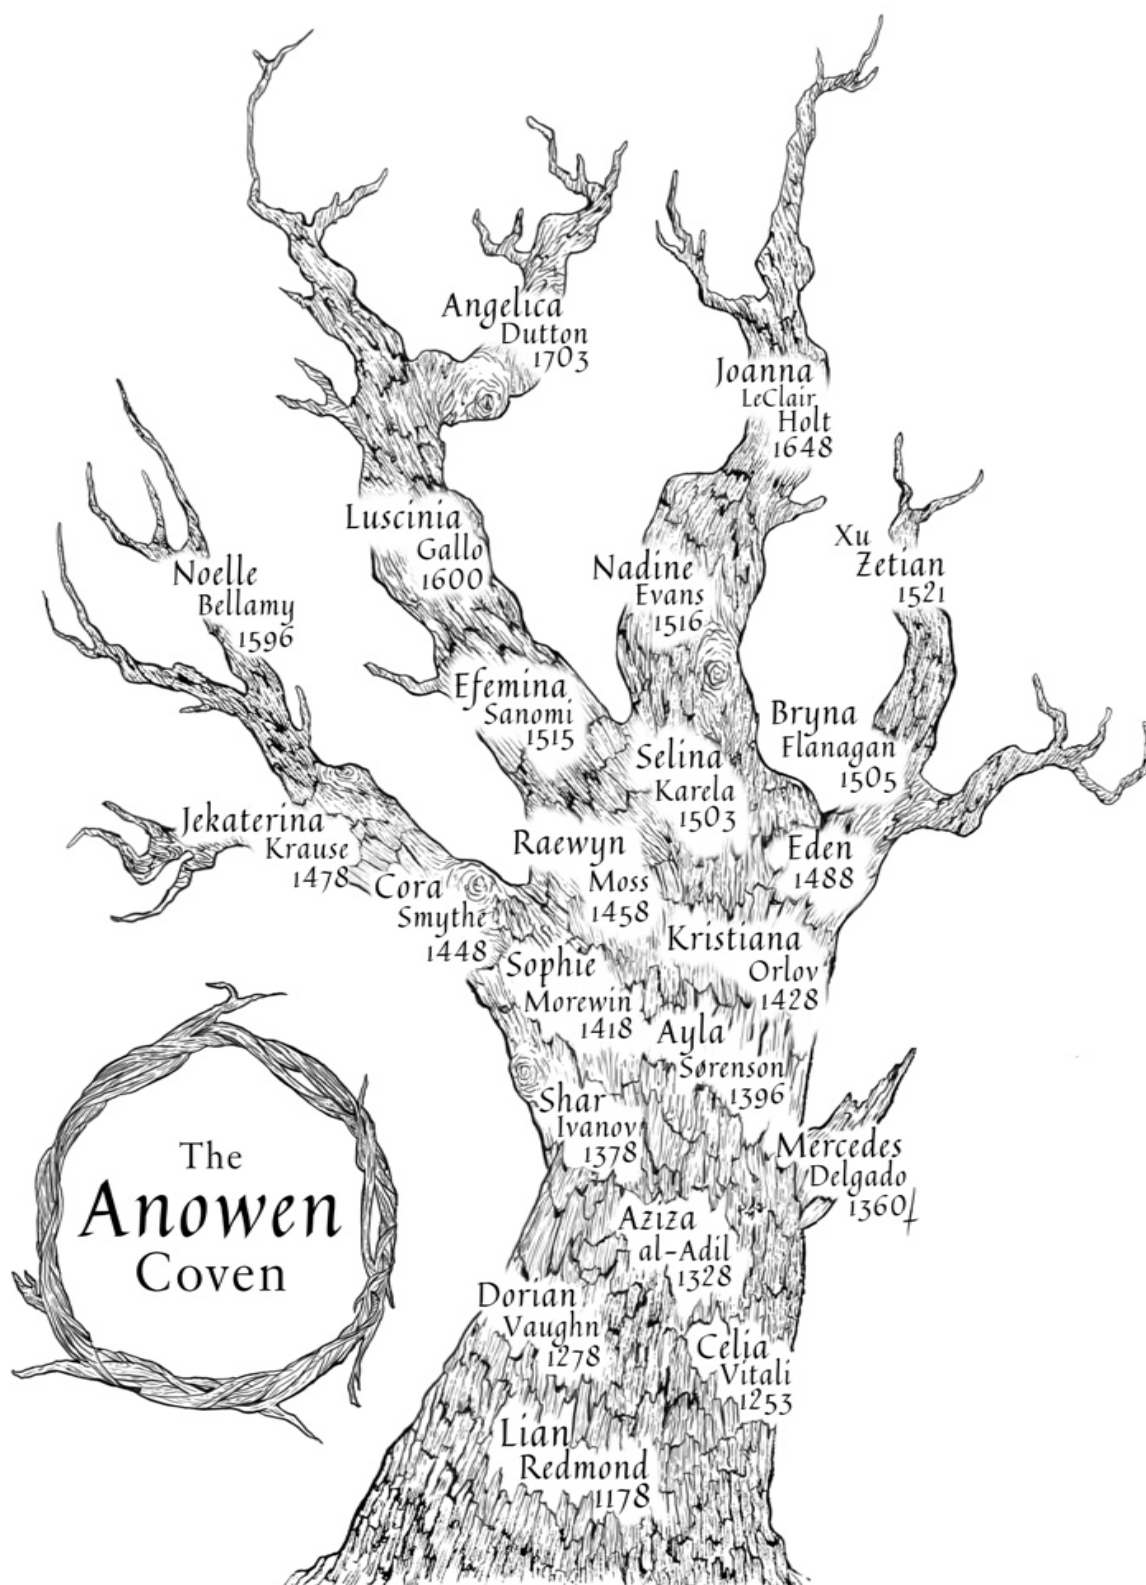 Angelica
Dutton
1703
Joanna
LeClair
Holt
1648
Luscinia
Gallo
1600
Xu
Zetian
1521
Noelle
Bellamy
1596
Nadine
Evans
1516
Efemina
Sanomi
1515
Bryna
Flanagan
1505
Selina
Karela
1503
Jekaterina
Krause
1478
Raewyn
Moss
1458
Eden
1488
Cora
Smythe
1448
Kristiana
Orlov
1428
Sophie
Morewin
1418
Ayla
Sørenson
1396
Shar
Ivanov
1378
Mercedes
Delgado
1360†
The
Anowen
Coven
Aziza
al-Adil
1328
Dorian
Vaughn
1278
Celia
Vitali
1253
Lian
Redmond
1178